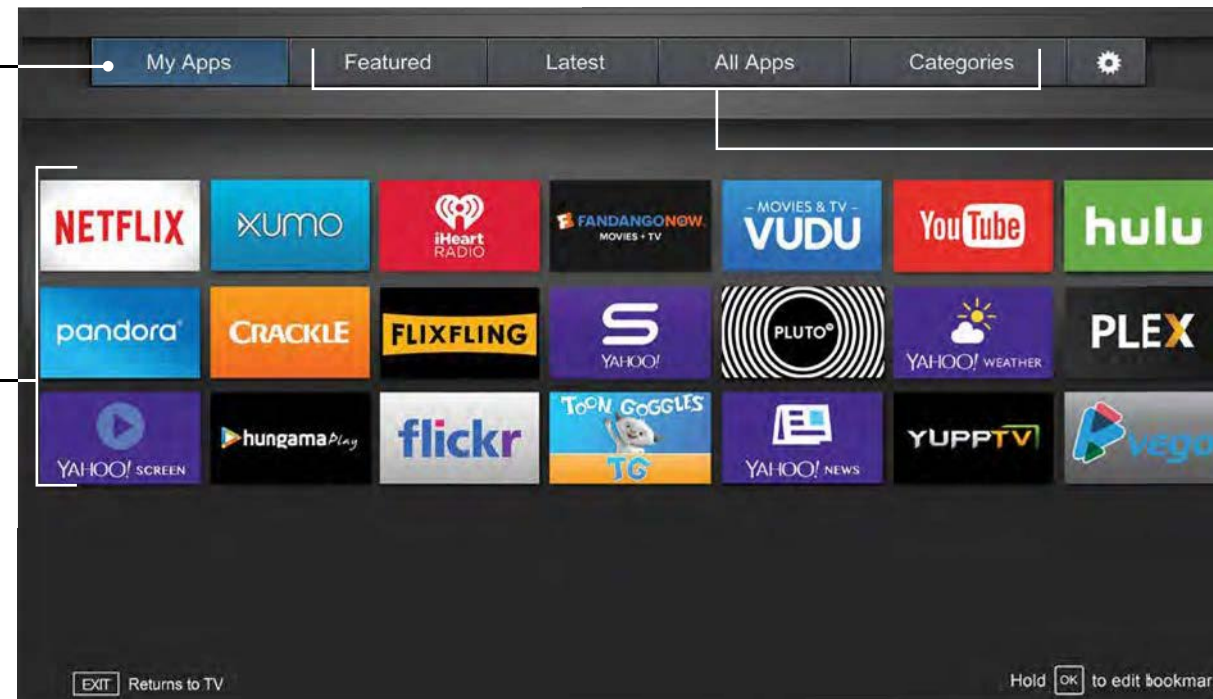 My Apps Featured Latest All Apps Categories
NETFLIX
XUMO
iHeart
RADIO
FANDANGONOW
MOVIES + TV
- MOVIES & TV -
VUDU
YouTube
hulu
pandora
CRACKLE
FLIXFLING
S
YAHOO!
PLUTO
YAHOO! WEATHER
PLEX
YAHOO! SCREEN
hungama play
flickr
TOON GOGGLES
TG
YAHOO! NEWS
YUPPTV
vego
EXIT Returns to TV
Hold OK to edit bookmar